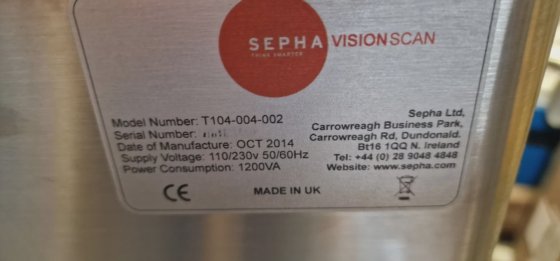 SEPHA VISIONSCAN
THINK SMARTER
Model Number: T104-004-002
Serial Number:
Date of Manufacture: OCT 2014
Supply Voltage: 110/230v 50/60Hz
Power Consumption: 1200VA
Sepha Ltd,
Carrowreagh Business Park,
Carrowreagh Rd, Dundonald.
Bt16 1QQ N. Ireland
Tel: +44 (0) 28 9048 4848
Website: www.sepha.com
CE
MADE IN UK